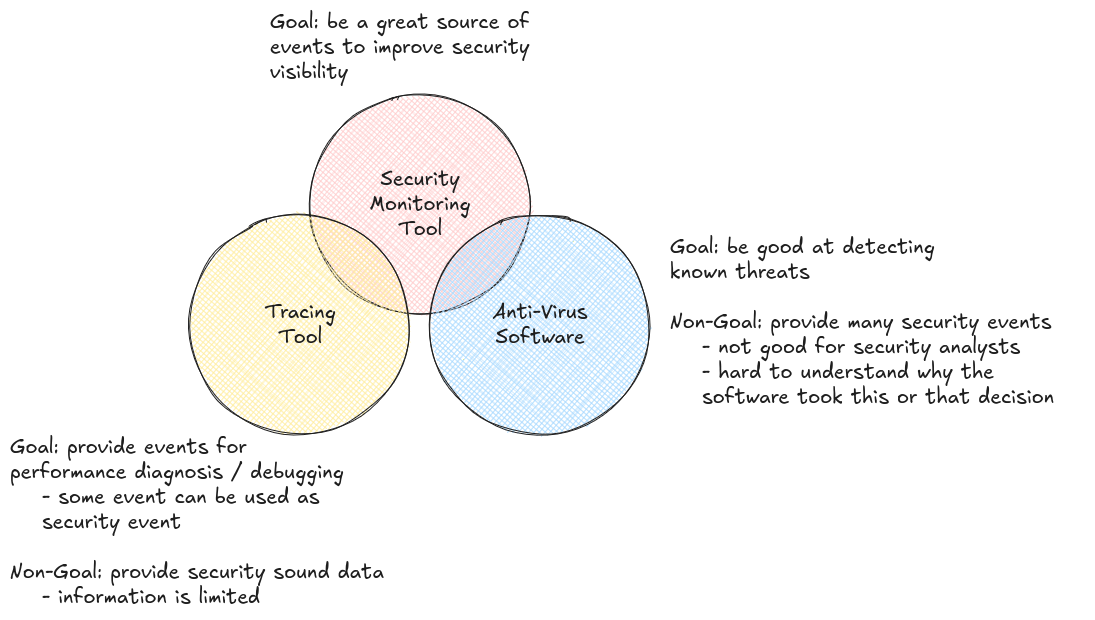 Goal: be a great source of
events to improve security
visibility
Security
Monitoring
Tool
Tracing
Tool
Anti-Virus
Software
Goal: be good at detecting
known threats
Non-Goal: provide many security events
- not good for security analysts
- hard to understand why the
software took this or that decision
Goal: provide events for
performance diagnosis / debugging
- some event can be used as
security event
Non-Goal: provide security sound data
- information is limited